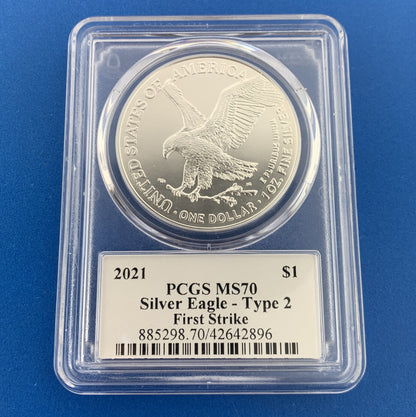 UNITED STATES OF AMERICA
E PLURIBUS UNUM
· ONE DOLLAR · 1 OZ. FINE SILVER
2021 $1
PCGS MS70
Silver Eagle - Type 2
First Strike
885298.70/42642896